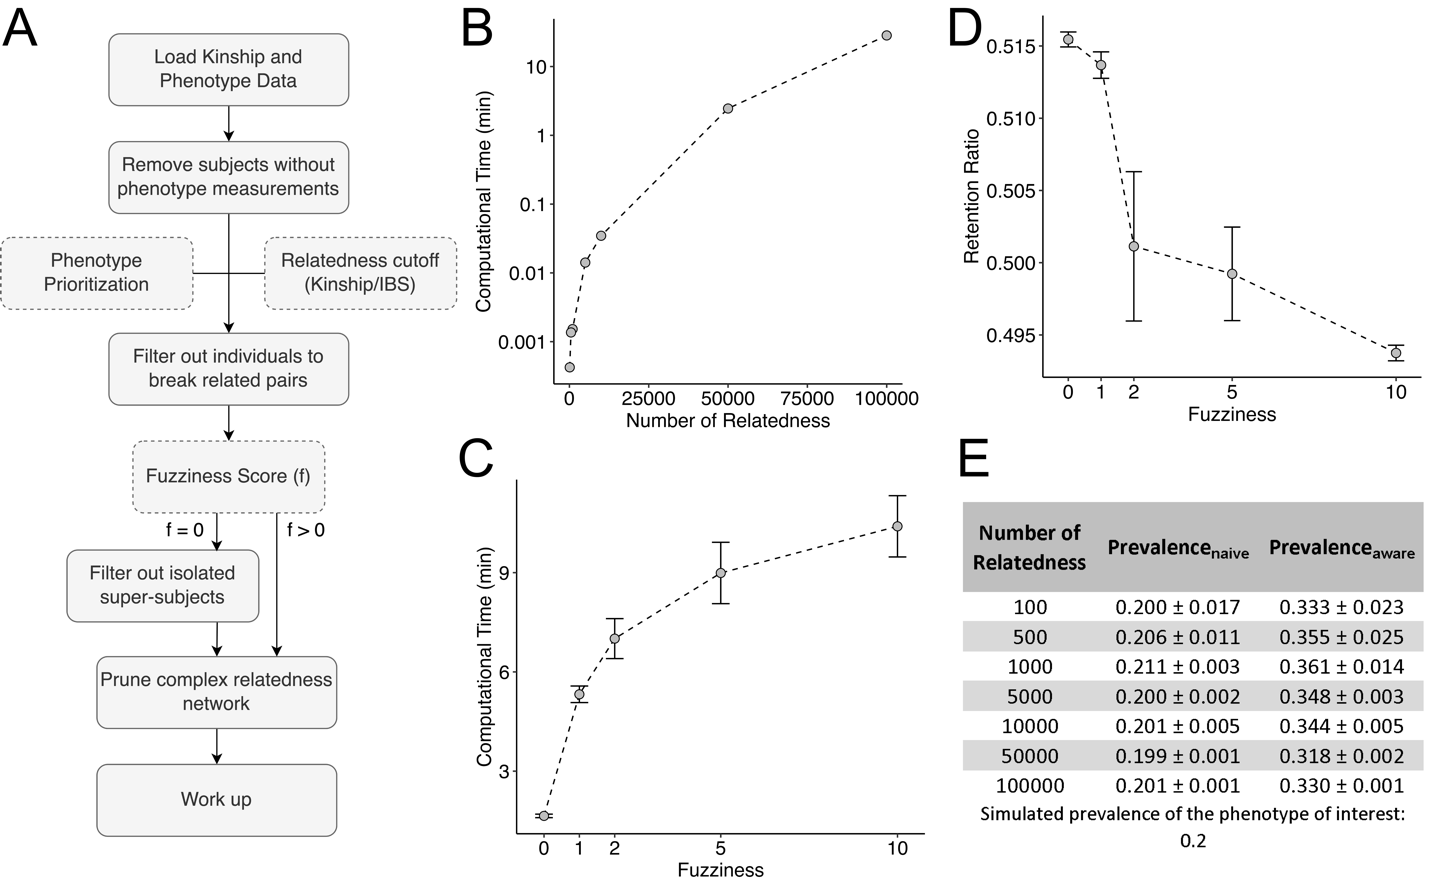 A
Load Kinship and
Phenotype Data
Remove subjects without
phenotype measurements
Phenotype
Prioritization
Relatedness cutoff
(Kinship/IBS)
Filter out individuals to
break related pairs
Fuzziness Score (f)
f = 0
f > 0
Filter out isolated
super-subjects
Prune complex relatedness
network
Work up
B
Computational Time (min)
10
1
0.1
0.01
0.001
0 25000 50000 75000 100000
Number of Relatedness
C
Computational Time (min)
9
6
3
0 1 2 5 10
Fuzziness
D
Retention Ratio
0.515
0.510
0.505
0.500
0.495
0 1 2 5 10
Fuzziness
E
Number of
Relatedness Prevalencenaive Prevalenceaware
100 0.200 ± 0.017 0.333 ± 0.023
500 0.206 ± 0.011 0.355 ± 0.025
1000 0.211 ± 0.003 0.361 ± 0.014
5000 0.200 ± 0.002 0.348 ± 0.003
10000 0.201 ± 0.005 0.344 ± 0.005
50000 0.199 ± 0.001 0.318 ± 0.002
100000 0.201 ± 0.001 0.330 ± 0.001
Simulated prevalence of the phenotype of interest:
0.2